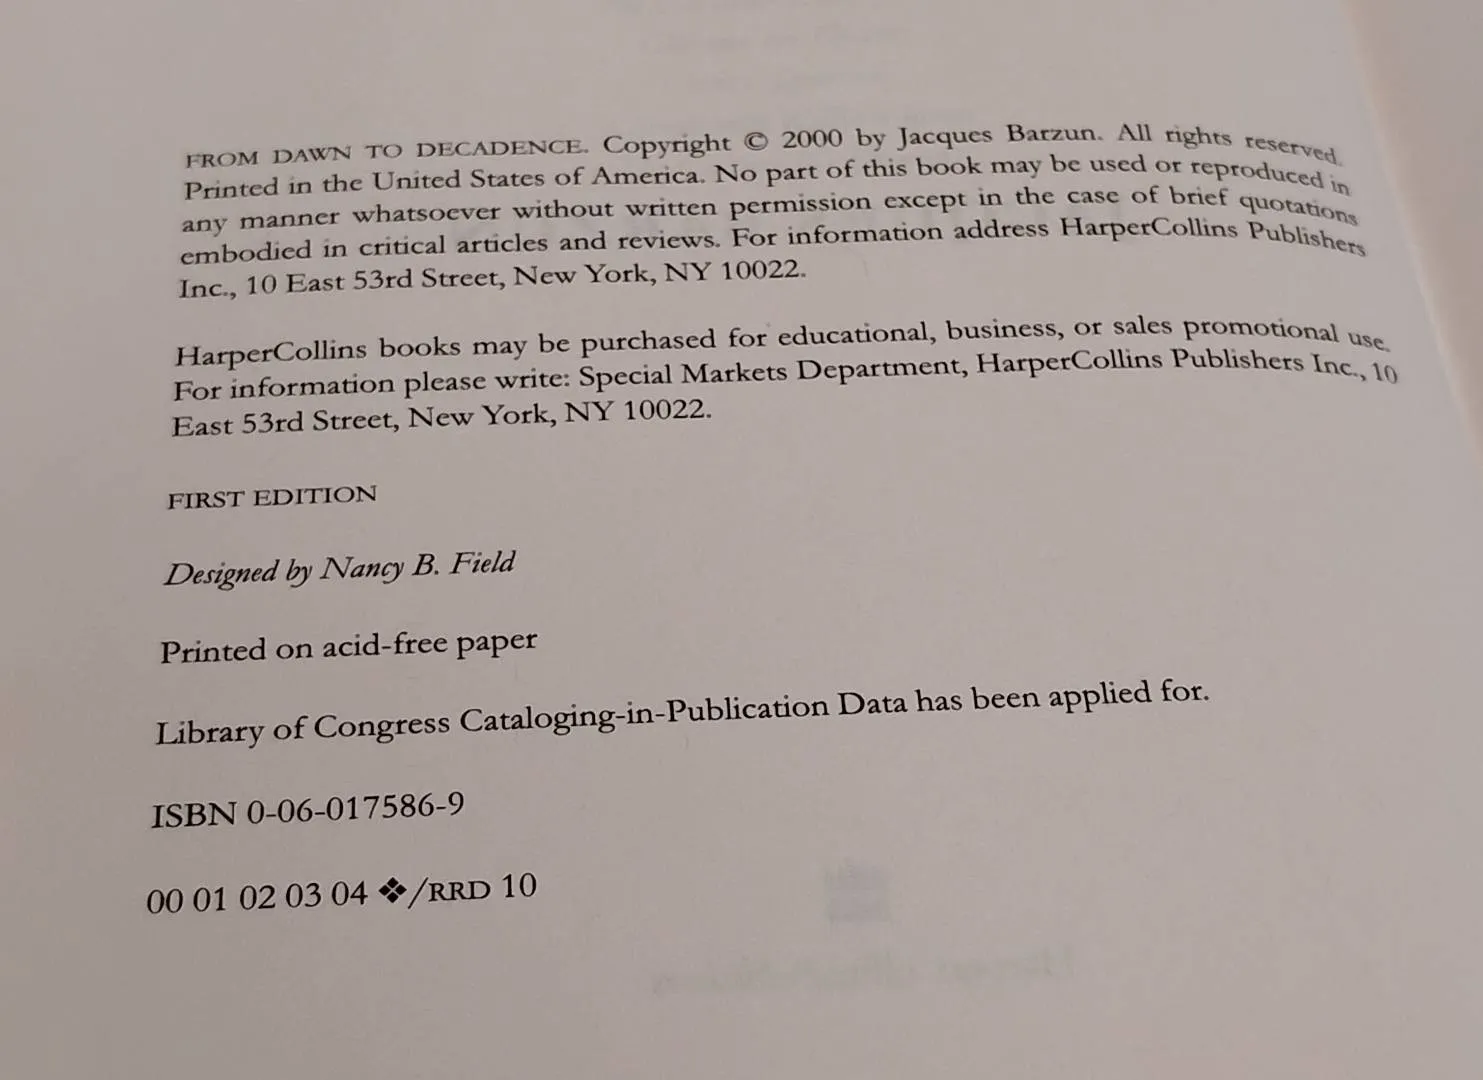 FROM DAWN TO DECADENCE. Copyright © 2000 by Jacques Barzun. All rights reserved.
Printed in the United States of America. No part of this book may be used or reproduced in
any manner whatsoever without written permission except in the case of brief quotations
embodied in critical articles and reviews. For information address HarperCollins Publishers
Inc., 10 East 53rd Street, New York, NY 10022.
HarperCollins books may be purchased for educational, business, or sales promotional use.
For information please write: Special Markets Department, HarperCollins Publishers Inc., 10
East 53rd Street, New York, NY 10022.
FIRST EDITION
Designed by Nancy B. Field
Printed on acid-free paper
Library of Congress Cataloging-in-Publication Data has been applied for.
ISBN 0-06-017586-9
00 01 02 03 04 ❖/RRD 10